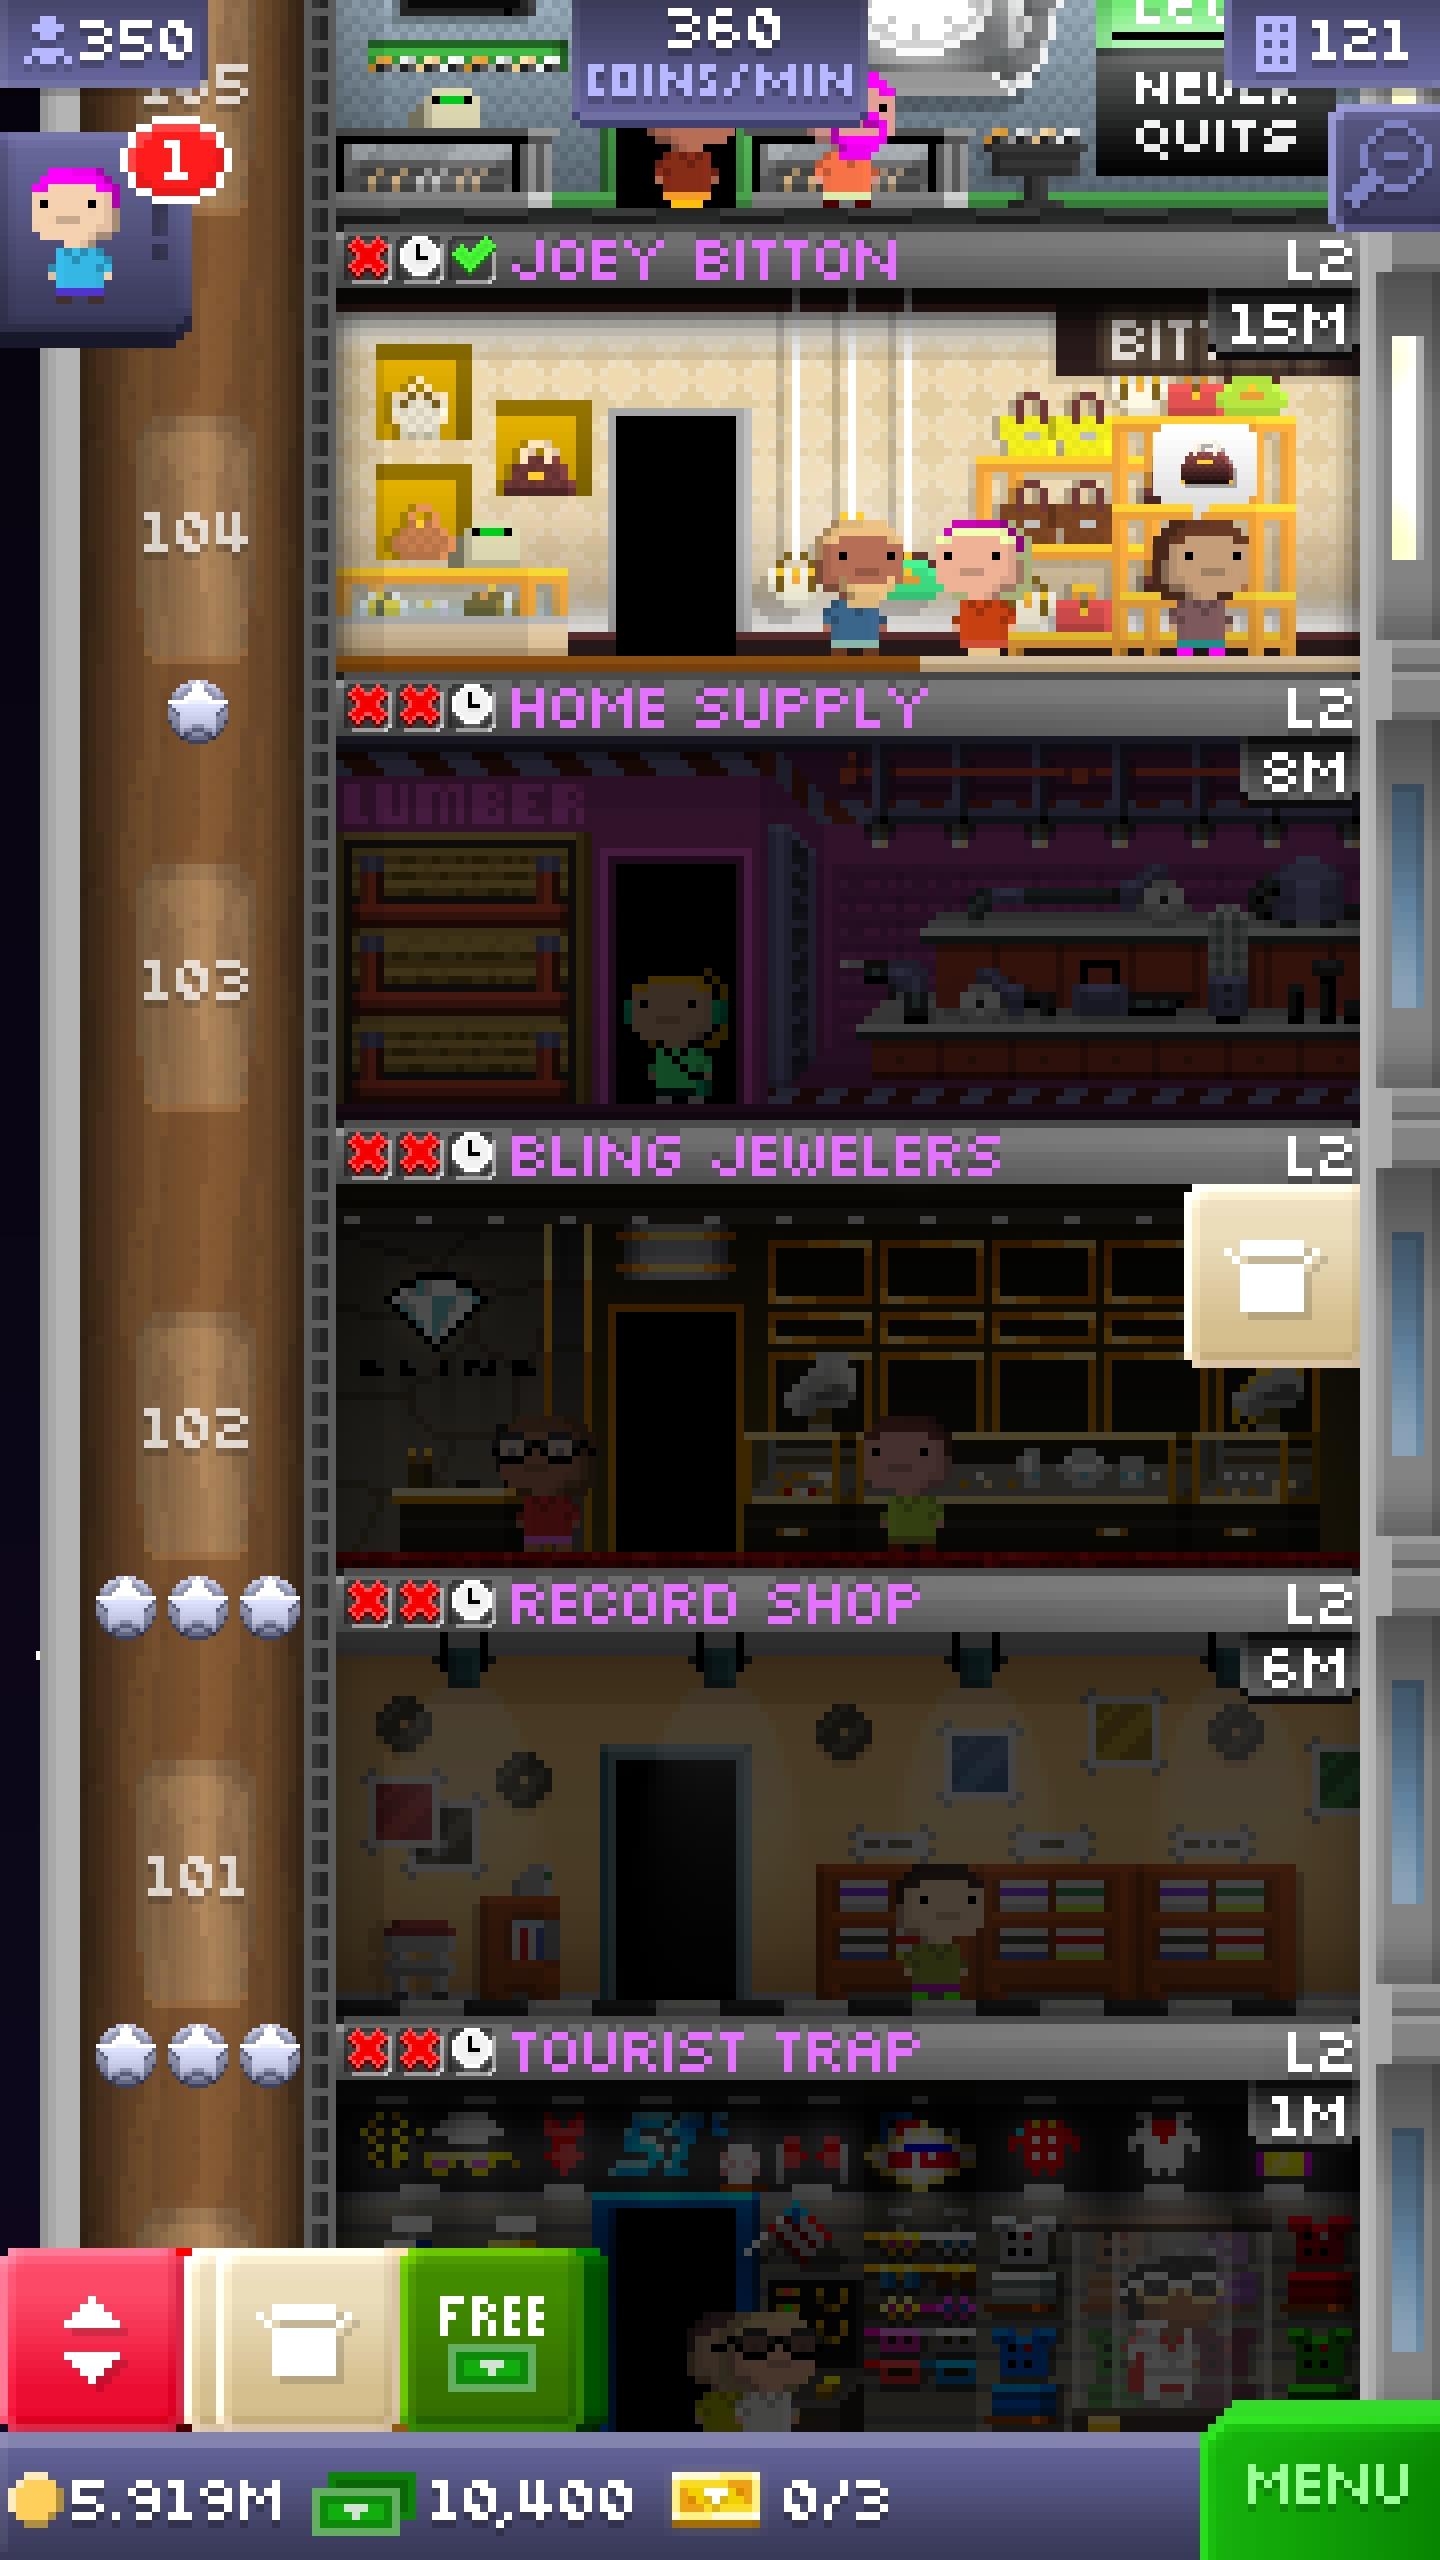 350
360
COINS/MIN
121
105
NEVER
QUITS
1
JOEY BITTON
L2
15M
104
HOME SUPPLY
L2
8M
LUMBER
103
BLING JEWELERS
L2
BLING
102
RECORD SHOP
L2
6M
101
TOURIST TRAP
L2
1M
FREE
5.919M
10,400
0/3
MENU